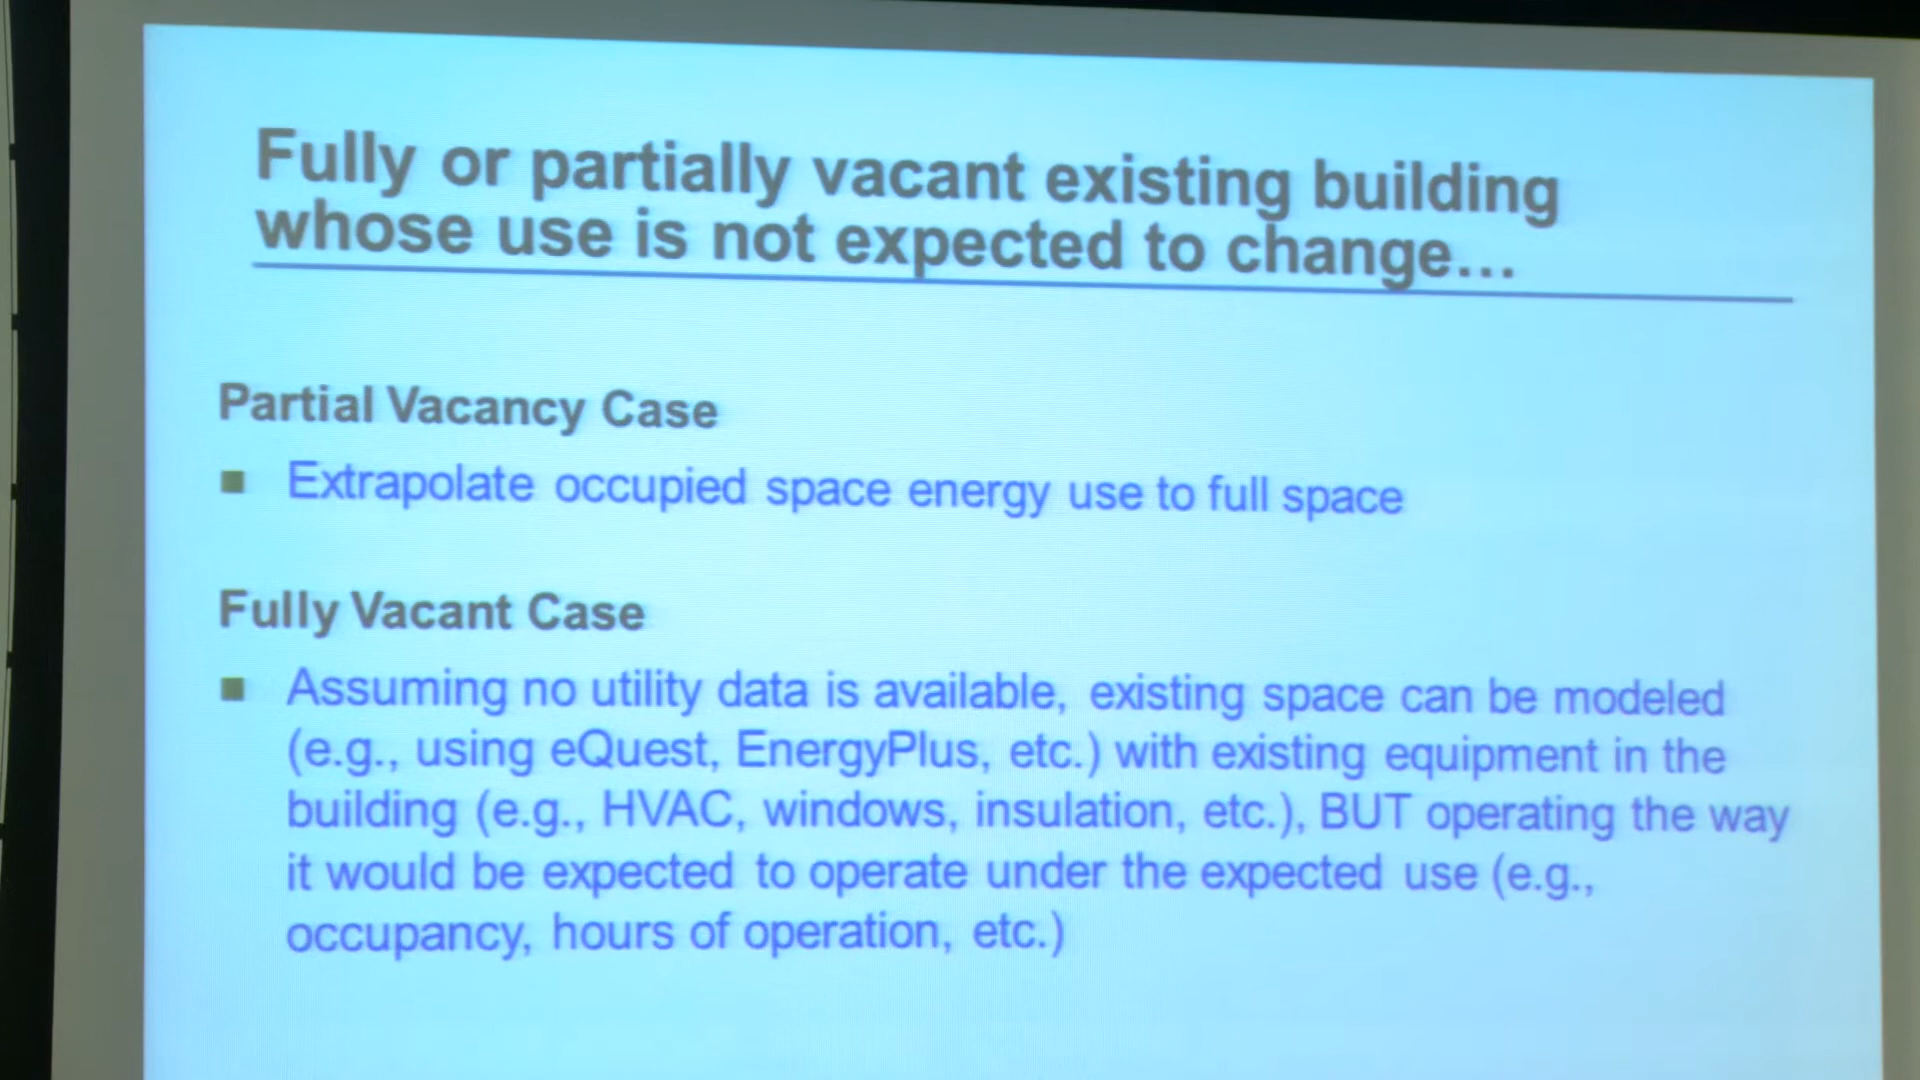 Fully or partially vacant existing building
whose use is not expected to change...
Partial Vacancy Case
■ Extrapolate occupied space energy use to full space
Fully Vacant Case
■ Assuming no utility data is available, existing space can be modeled
(e.g., using eQuest, EnergyPlus, etc.) with existing equipment in the
building (e.g., HVAC, windows, insulation, etc.), BUT operating the way
it would be expected to operate under the expected use (e.g.,
occupancy, hours of operation, etc.)